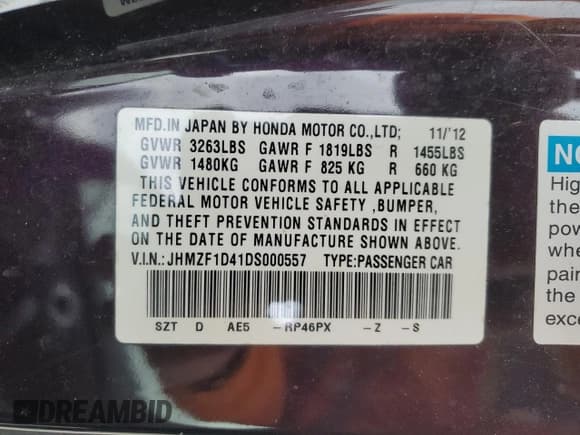 MFD.IN JAPAN BY HONDA MOTOR CO.,LTD; 11/'12
GVWR 3263LBS GAWR F 1819LBS R 1455LBS
GVWR 1480KG GAWR F 825 KG R 660 KG
THIS VEHICLE CONFORMS TO ALL APPLICABLE
FEDERAL MOTOR VEHICLE SAFETY ,BUMPER,
AND THEFT PREVENTION STANDARDS IN EFFECT
ON THE DATE OF MANUFACTURE SHOWN ABOVE.
V.I.N.: JHMZF1D41DS000557 TYPE:PASSENGER CAR
SZT D AE5 -RP46PX -Z -S
NO
Hig
the
pow
whe
pain
the
exce
DREAMBID